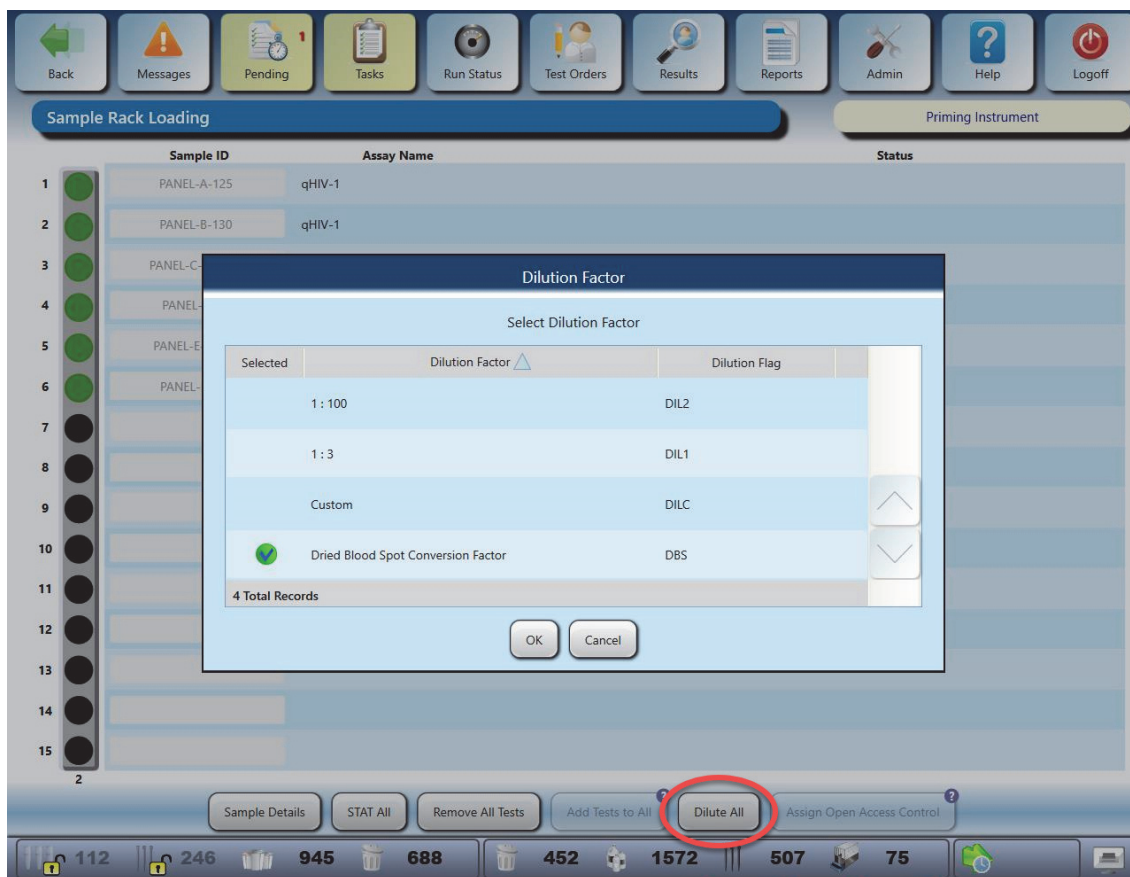 1
Back Messages Pending Tasks Run Status Test Orders Results Reports Admin Help Logoff
Sample Rack Loading Priming Instrument
Sample ID Assay Name Status
1 PANEL-A-125 qHIV-1
2 PANEL-B-130 qHIV-1
3 PANEL-C-
Dilution Factor
4 PANEL-
Select Dilution Factor
5 PANEL-E
Selected Dilution Factor Dilution Flag
6 PANEL-
1 : 100 DIL2
7
1 : 3 DIL1
8
9 Custom DILC
10 Dried Blood Spot Conversion Factor DBS
11 4 Total Records
12 OK Cancel
13
14
15
2
Sample Details STAT All Remove All Tests Add Tests to All ? Dilute All Assign Open Access Control ?
112 246 945 688 452 1572 507 75